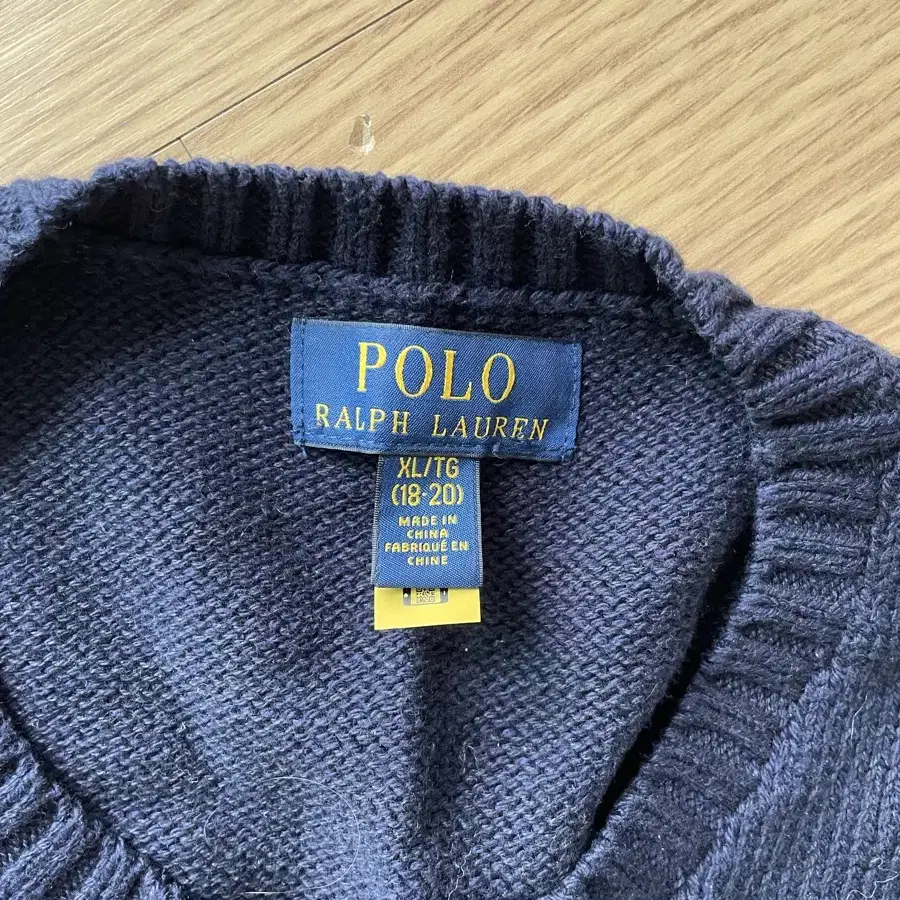 POLO
RALPH LAUREN
XL/TG
(18-20)
MADE IN
CHINA
FABRIQUÉ EN
CHINE